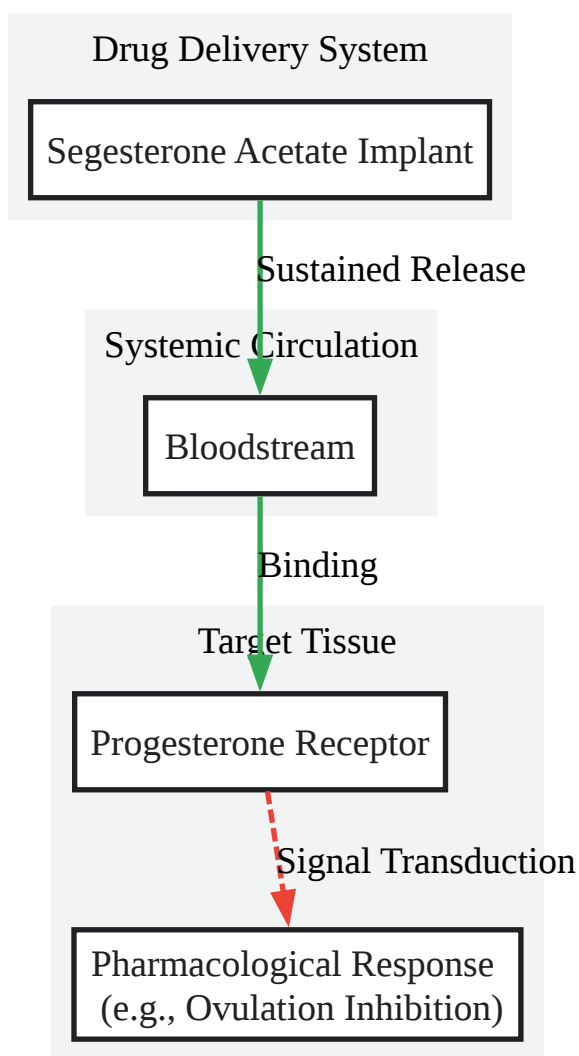 Drug Delivery System
Segesterone Acetate Implant
Sustained Release
Systemic Circulation
Bloodstream
Binding
Target Tissue
Progesterone Receptor
Signal Transduction
Pharmacological Response
(e.g., Ovulation Inhibition)